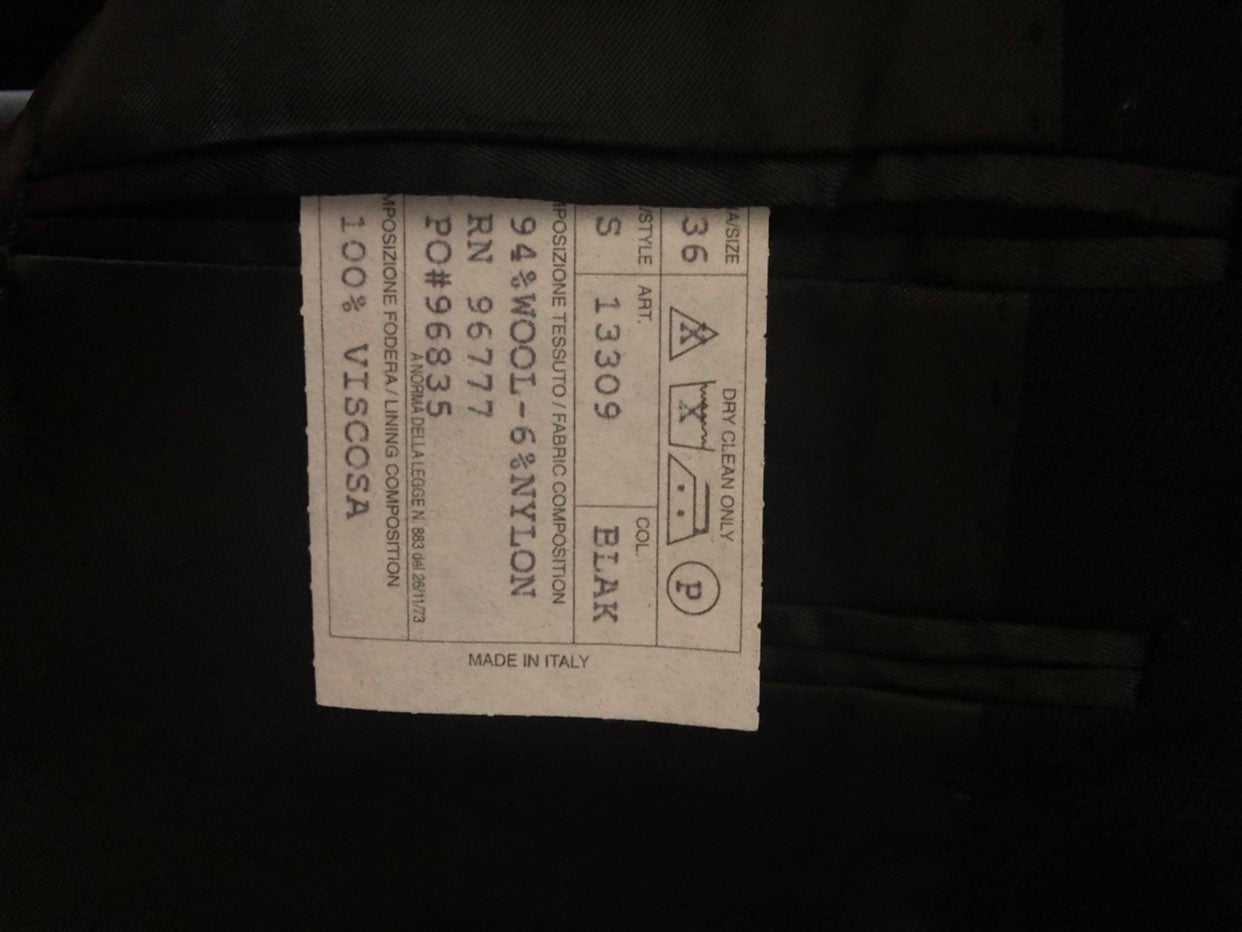 A/SIZE
36
DRY CLEAN ONLY
P
/STYLE
S
ART.
13309
COL.
BLAK
MPOSIZIONE TESSUTO / FABRIC COMPOSITION
94%WOOL-6%NYLON
RN 96777
PO#96835
A NORMA DELLA LEGGE N. 883 del 26/11/73
MPOSIZIONE FODERA / LINING COMPOSITION
100% VISCOSA
MADE IN ITALY